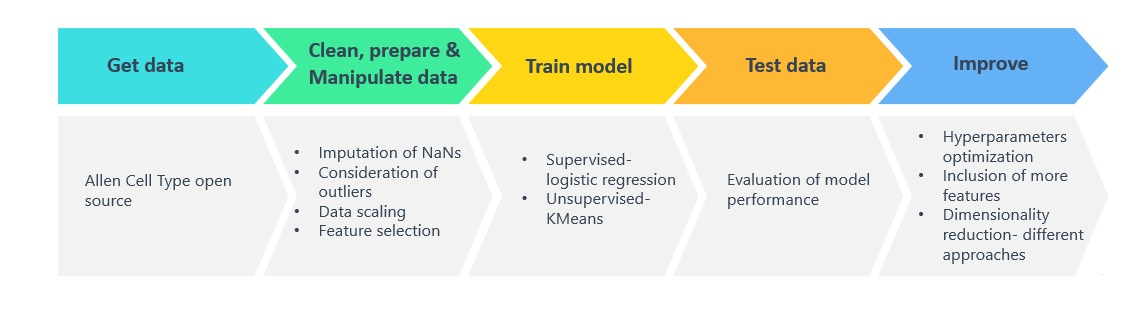 Get data
Clean, prepare &
Manipulate data
Train model
Test data
Improve
Allen Cell Type open
source
• Imputation of NaNs
• Consideration of
outliers
• Data scaling
• Feature selection
• Supervised-
logistic regression
• Unsupervised-
KMeans
Evaluation of model
performance
• Hyperparameters
optimization
• Inclusion of more
features
• Dimensionality
reduction- different
approaches